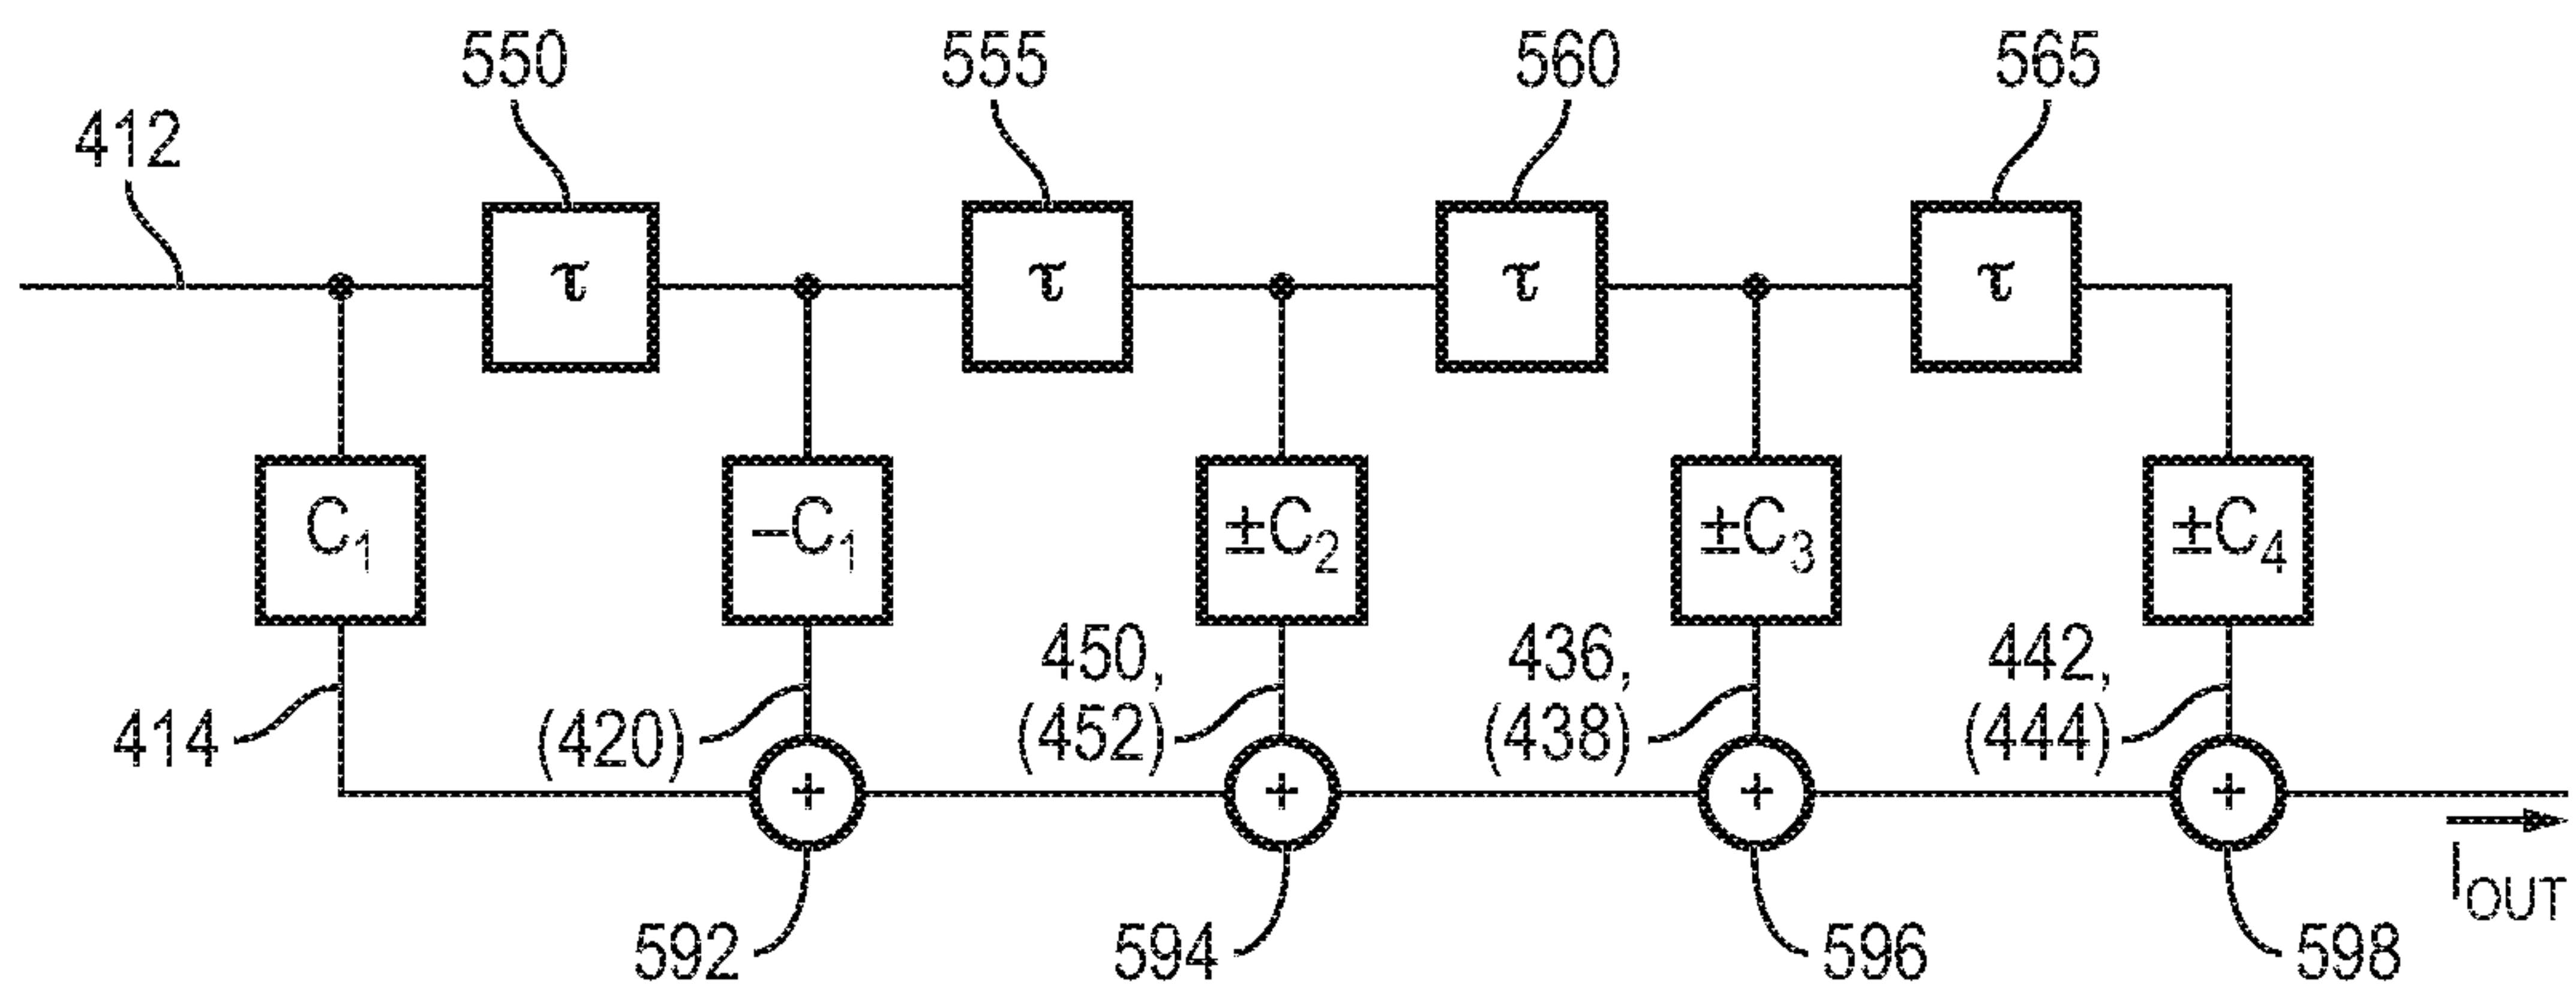 550
555
560
565
412
τ
τ
τ
τ
C₁
−C₁
±C₂
±C₃
±C₄
414
(420)
450,
(452)
436,
(438)
442,
(444)
+
+
+
+
I_OUT
592
594
596
598